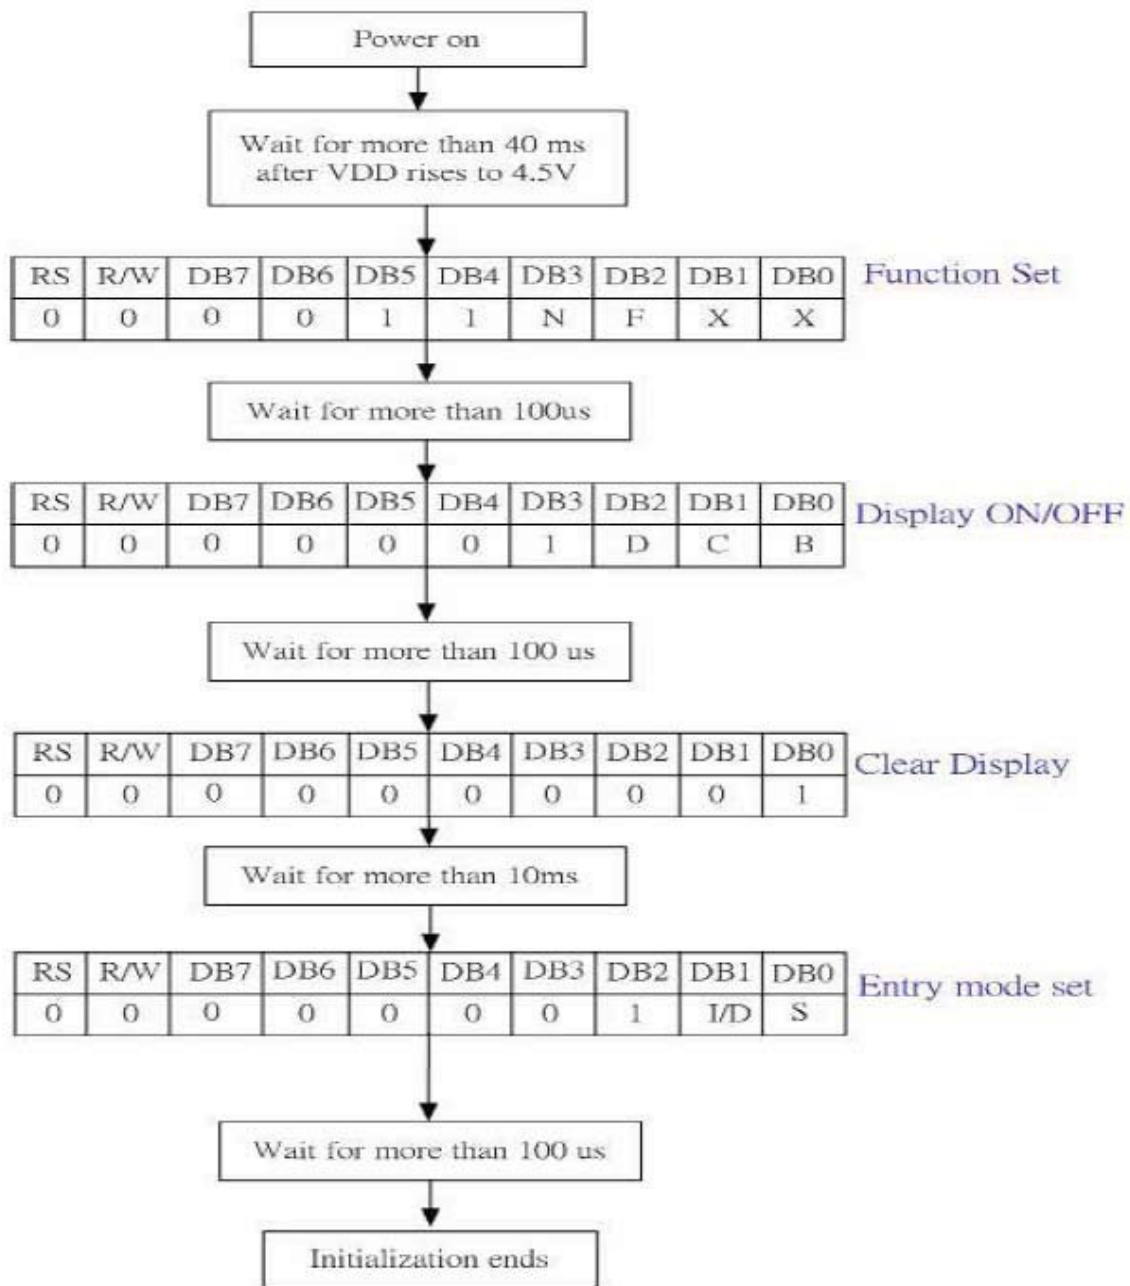 Power on
Wait for more than 40 ms
after VDD rises to 4.5V
RS R/W DB7 DB6 DB5 DB4 DB3 DB2 DB1 DB0 Function Set
0 0 0 0 1 1 N F X X
Wait for more than 100us
RS R/W DB7 DB6 DB5 DB4 DB3 DB2 DB1 DB0 Display ON/OFF
0 0 0 0 0 0 1 D C B
Wait for more than 100 us
RS R/W DB7 DB6 DB5 DB4 DB3 DB2 DB1 DB0 Clear Display
0 0 0 0 0 0 0 0 0 1
Wait for more than 10ms
RS R/W DB7 DB6 DB5 DB4 DB3 DB2 DB1 DB0 Entry mode set
0 0 0 0 0 0 0 1 I/D S
Wait for more than 100 us
Initialization ends